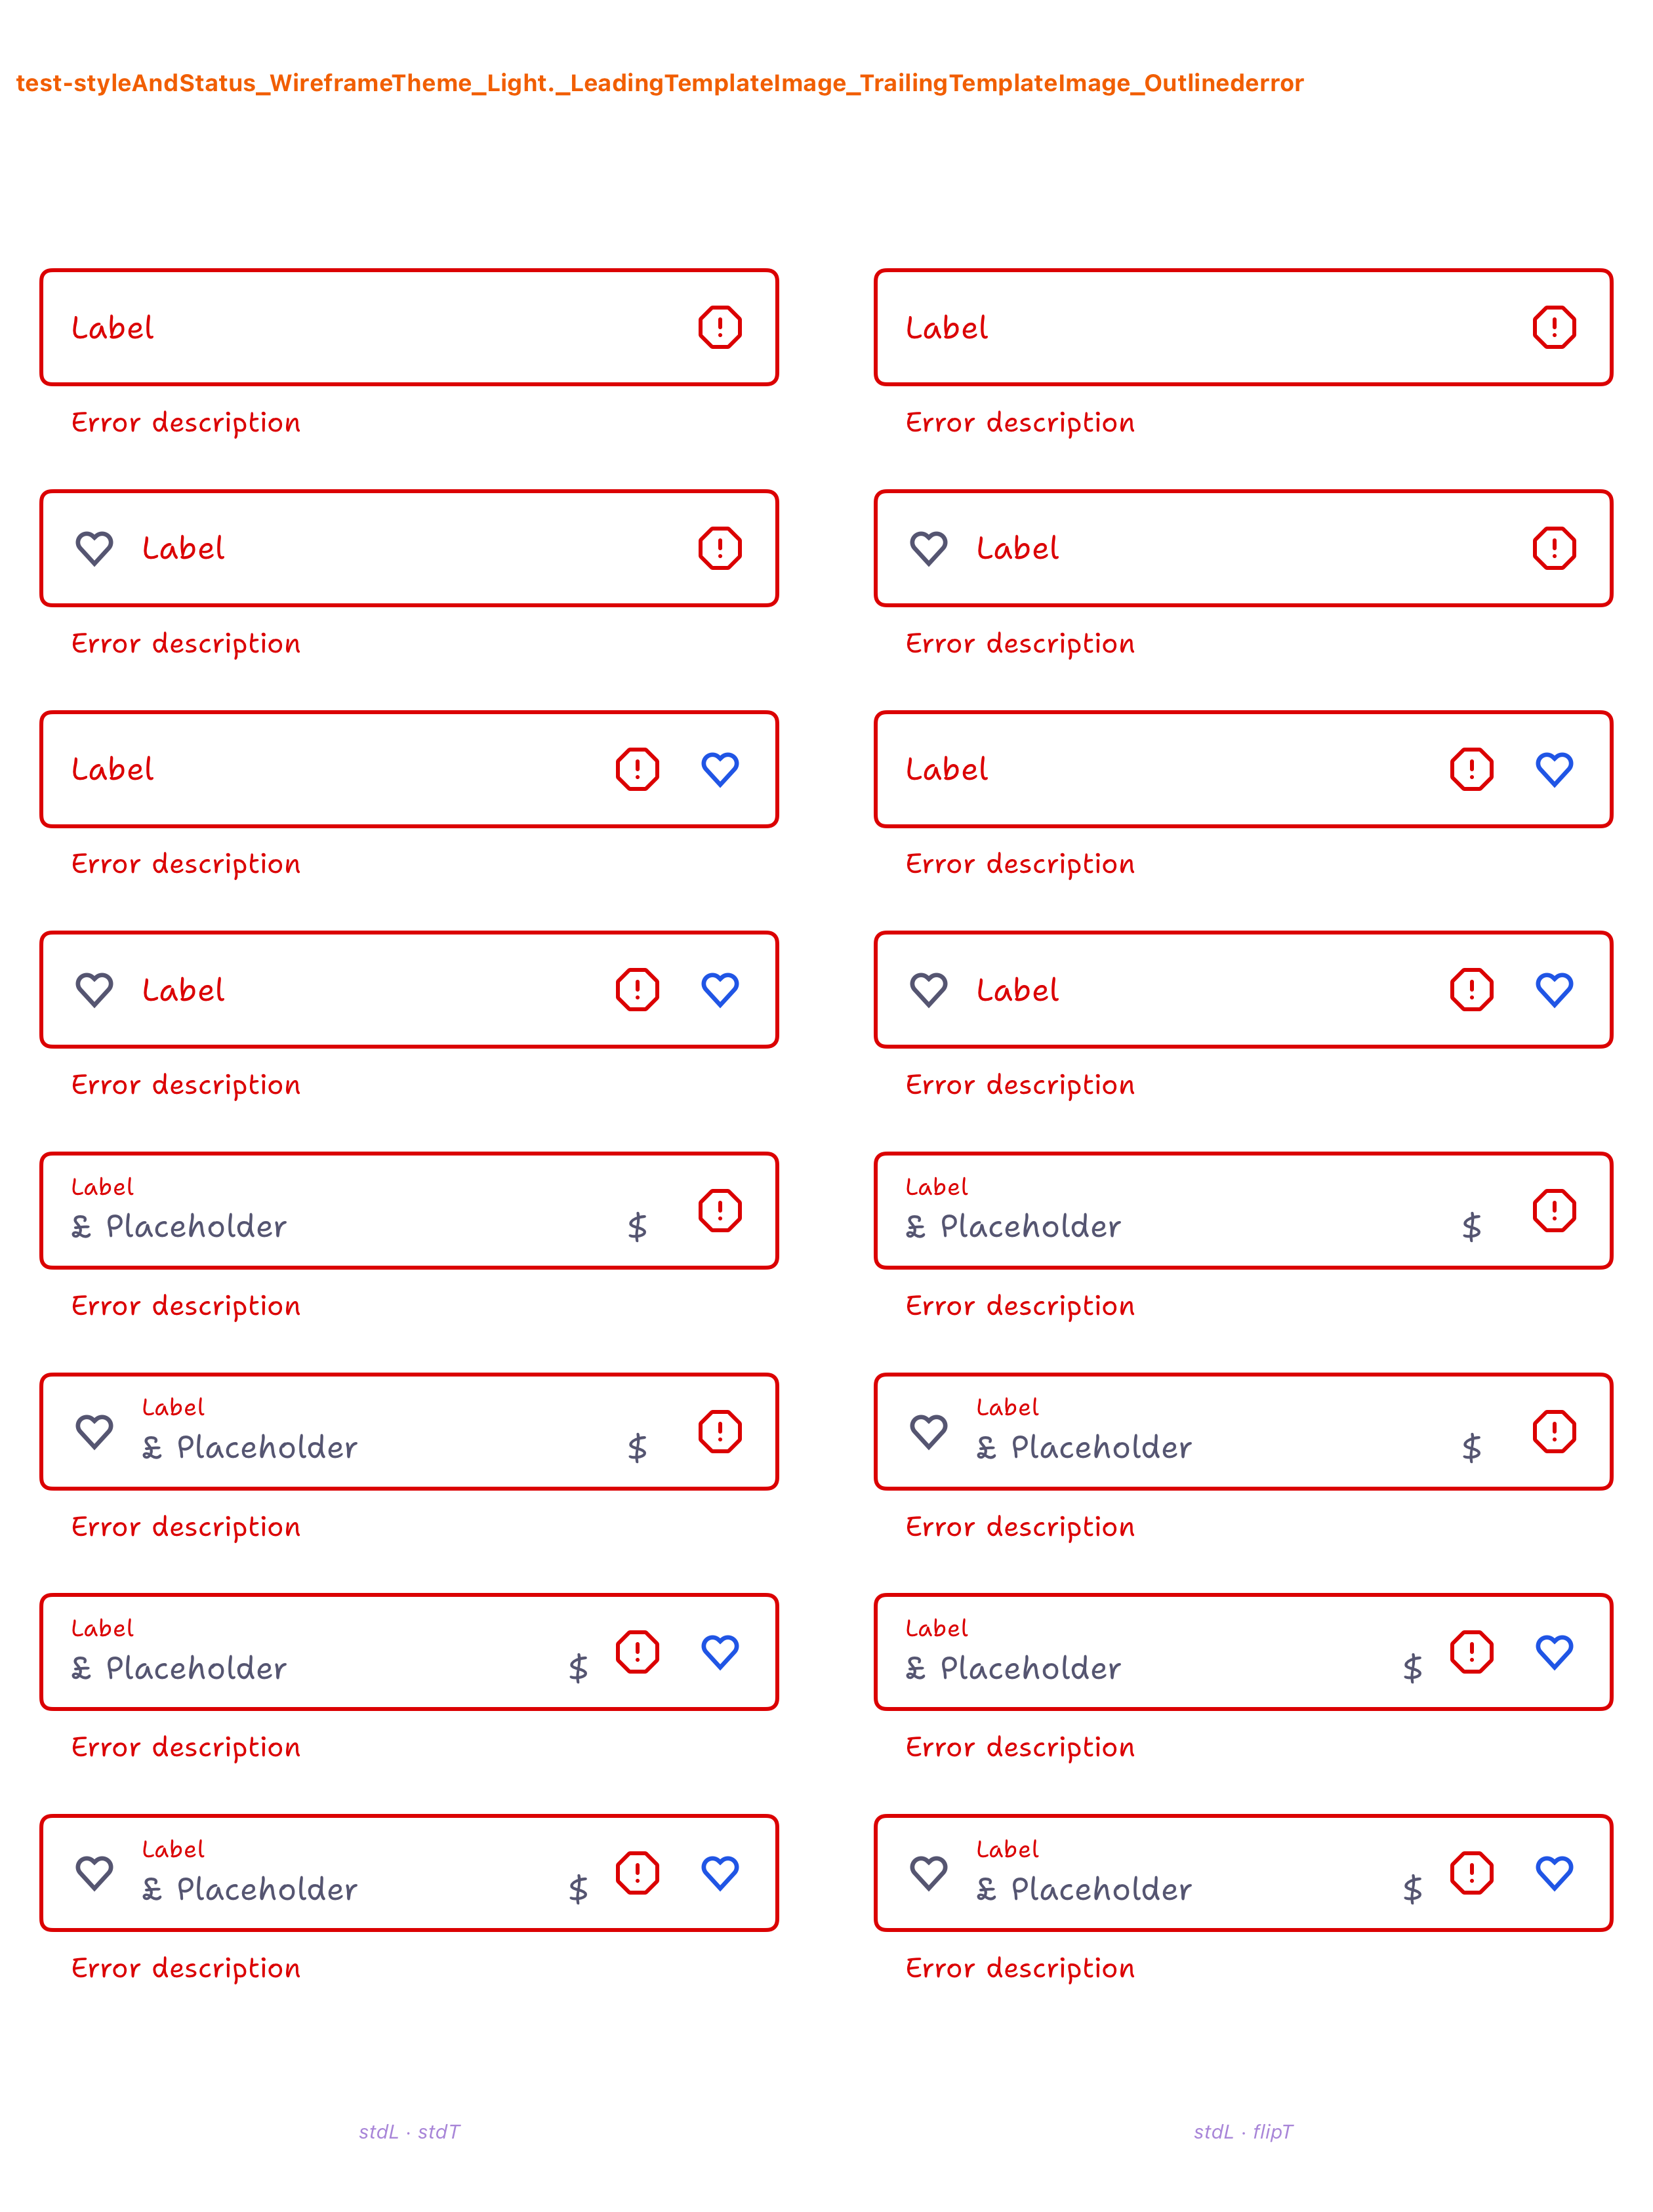 test-styleAndStatus_WireframeTheme_Light._LeadingTemplateImage_TrailingTemplateImage_Outlinederror
Label
Error description
Label
Error description
Label
Error description
Label
Error description
Label
£ Placeholder $
Error description
Label
£ Placeholder $
Error description
Label
£ Placeholder $
Error description
Label
£ Placeholder $
Error description
stdL · stdT
Label
Error description
Label
Error description
Label
Error description
Label
Error description
Label
£ Placeholder $
Error description
Label
£ Placeholder $
Error description
Label
£ Placeholder $
Error description
Label
£ Placeholder $
Error description
stdL · flipT